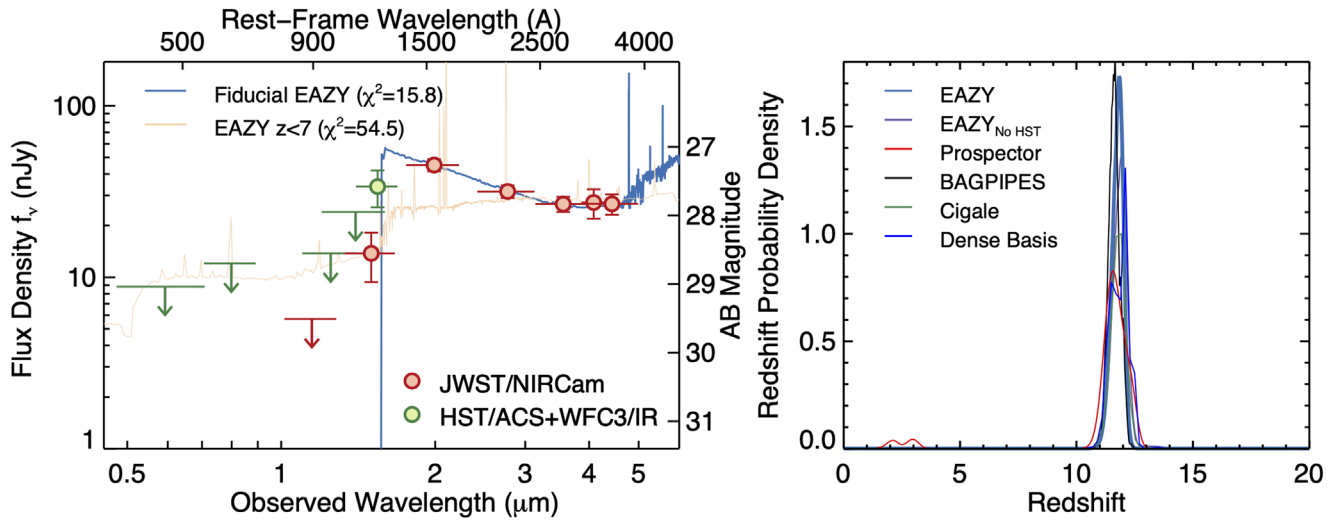 Rest-Frame Wavelength (A)
500 900 1500 2500 4000
Fiducial EAZY (χ²=15.8)
EAZY z<7 (χ²=54.5)
Flux Density fᵥ (nJy)
100
10
1
27
28
29
30
31
AB Magnitude
JWST/NIRCam
HST/ACS+WFC3/IR
0.5 1 2 3 4 5
Observed Wavelength (μm)
Redshift Probability Density
1.5
1.0
0.5
0.0
EAZY
EAZY No HST
Prospector
BAGPIPES
Cigale
Dense Basis
0 5 10 15 20
Redshift